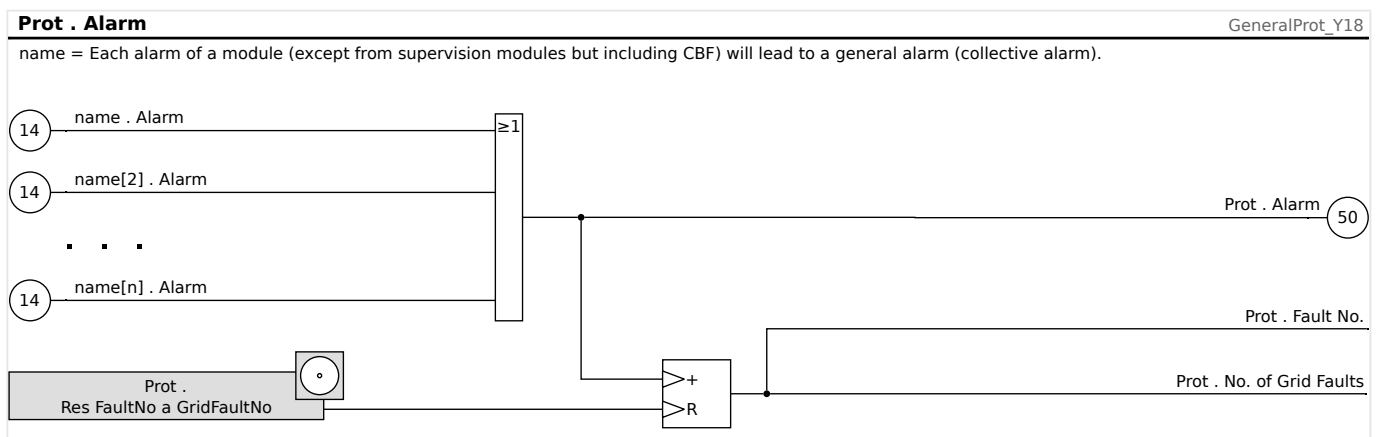 Prot . Alarm
GeneralProt_Y18
name = Each alarm of a module (except from supervision modules but including CBF) will lead to a general alarm (collective alarm).
14
name . Alarm
≥1
14
name[2] . Alarm
Prot . Alarm
50
. . .
14
name[n] . Alarm
Prot . Fault No.
Prot .
Res FaultNo a GridFaultNo
+
R
Prot . No. of Grid Faults